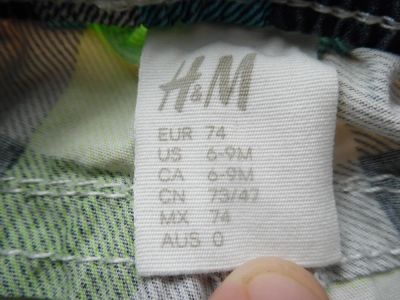 H&M
EUR 74
US 6-9M
CA 6-9M
CN 73/47
MX 74
AUS 0